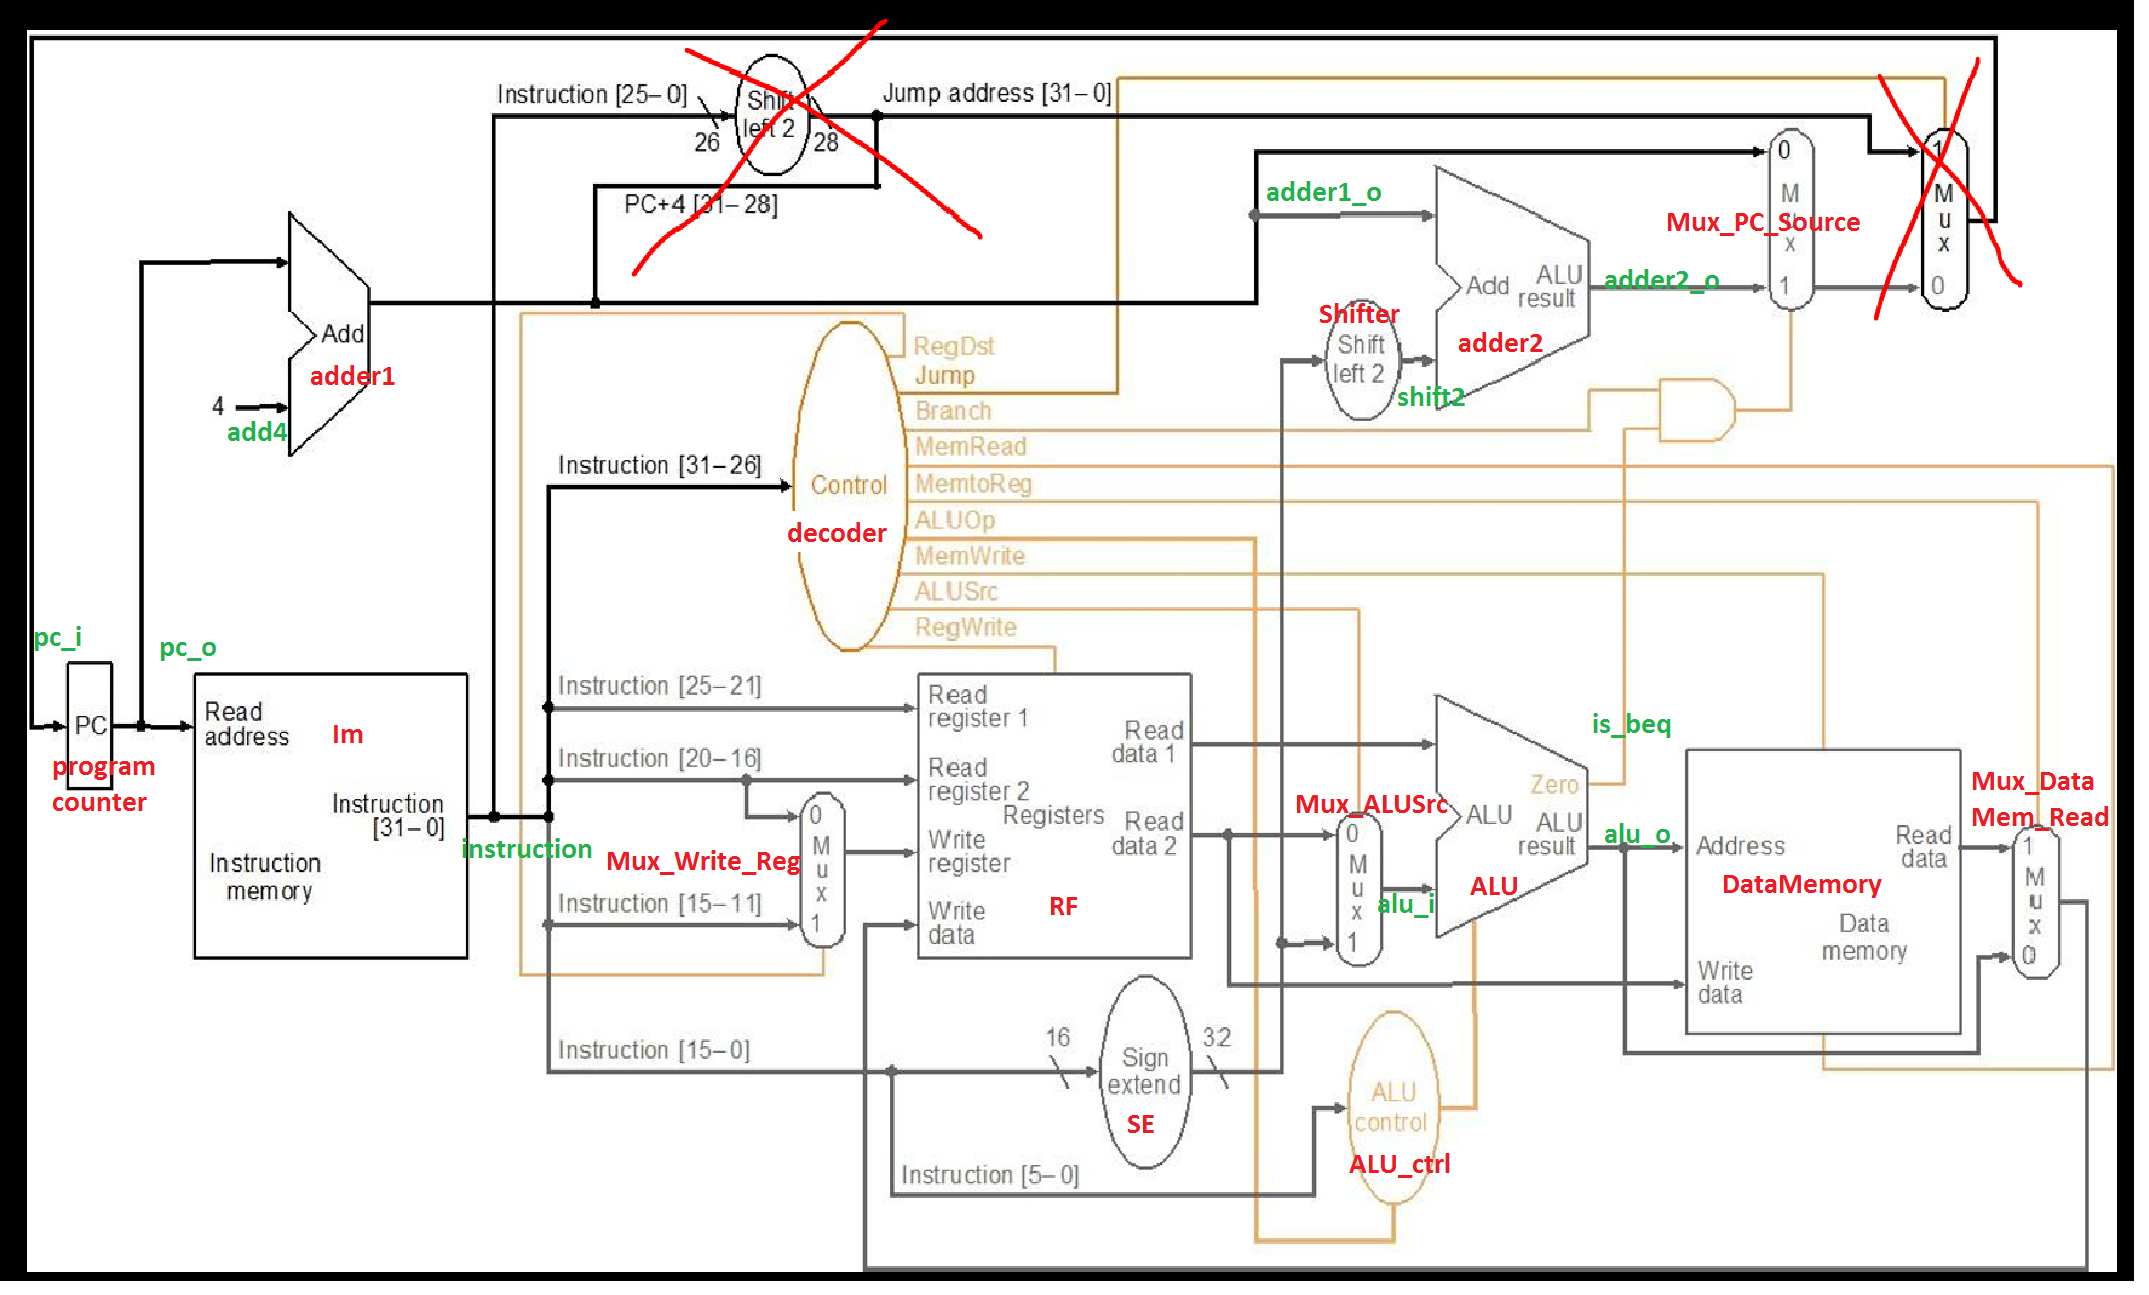 Instruction [25–0]
Shift
left 2
26
28
Jump address [31–0]
PC+4 [31–28]
adder1_o
0
M
u
x
1
Mux_PC_Source
1
M
u
x
0
Add
ALU
result
adder2_o
adder2
Shifter
Shift
left 2
shift2
Add
adder1
4
add4
RegDst
Jump
Branch
MemRead
MemtoReg
ALUOp
MemWrite
ALUSrc
RegWrite
Instruction [31–26]
Control
decoder
pc_i
pc_o
PC
program
counter
Read
address
Im
Instruction
[31–0]
instruction
Instruction
memory
Instruction [25–21]
Instruction [20–16]
Instruction [15–11]
Mux_Write_Reg
0
M
u
x
1
Read
register 1
Read
register 2
Registers
Write
register
Write
data
RF
Read
data 1
Read
data 2
Mux_ALUSrc
0
M
u
x
1
alu_i
is_beq
Zero
ALU
ALU
result
ALU
alu_o
Address
DataMemory
Data
memory
Read
data
Write
data
Mux_Data
Mem_Read
1
M
u
x
0
Instruction [15–0]
16
Sign
extend
SE
32
ALU
control
ALU_ctrl
Instruction [5–0]